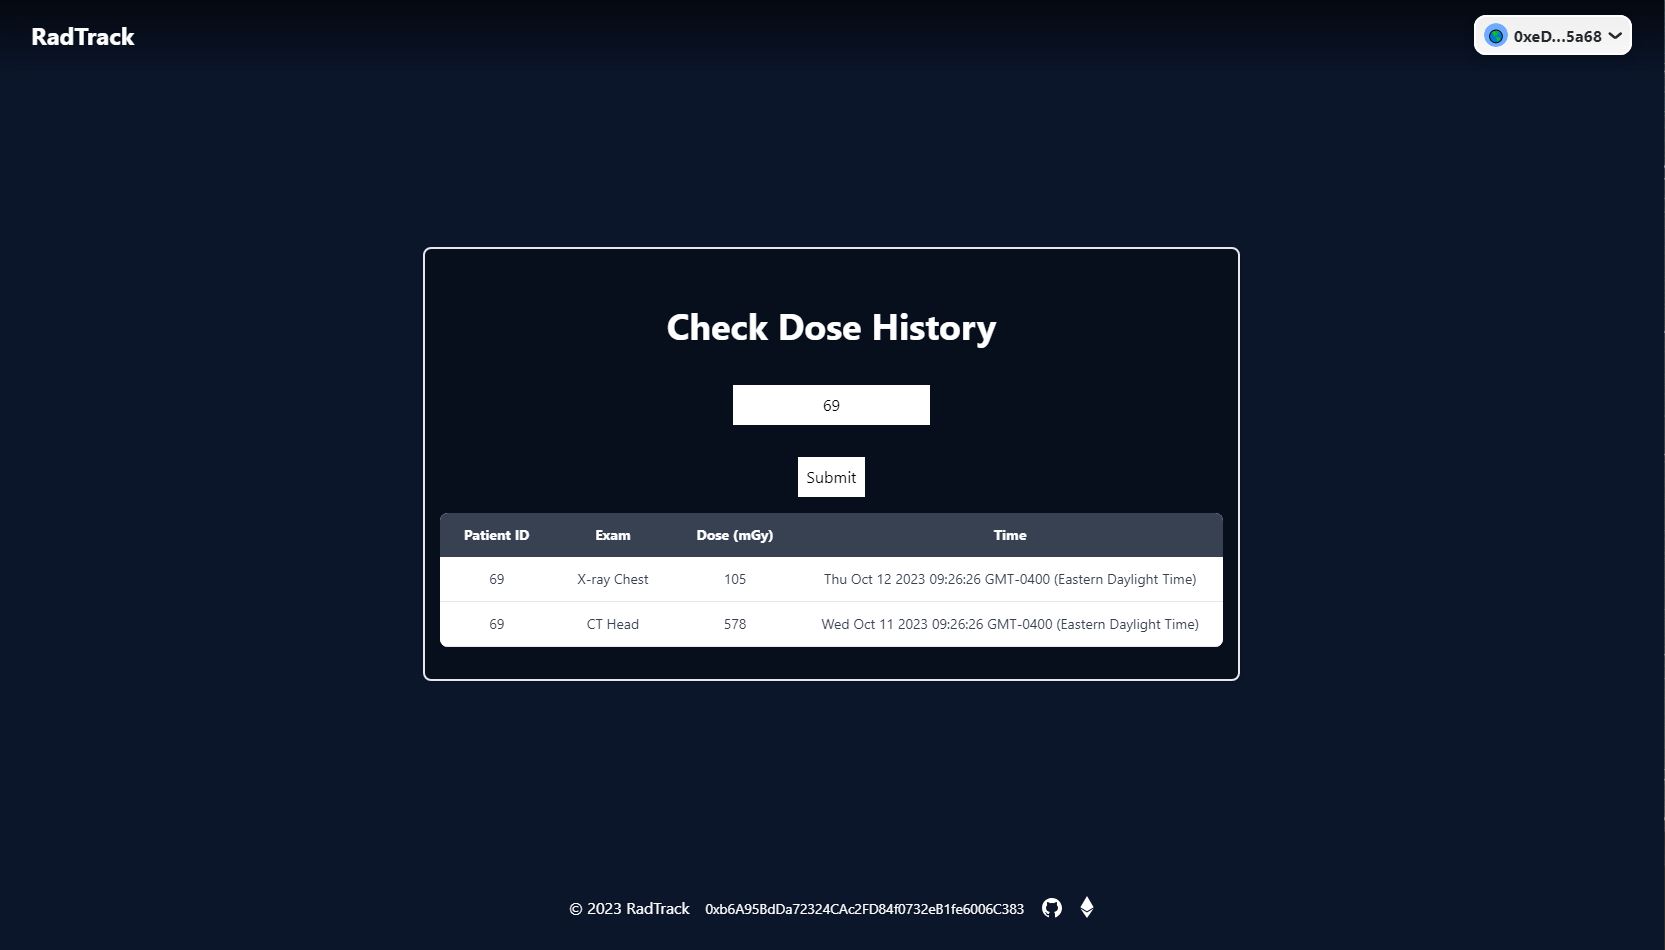 RadTrack
0xeD...5a68
Check Dose History
69
Submit
Patient ID Exam Dose (mGy) Time
69 X-ray Chest 105 Thu Oct 12 2023 09:26:26 GMT-0400 (Eastern Daylight Time)
69 CT Head 578 Wed Oct 11 2023 09:26:26 GMT-0400 (Eastern Daylight Time)
© 2023 RadTrack 0xb6A95BdDa72324CAc2FD84f0732eB1fe6006C383